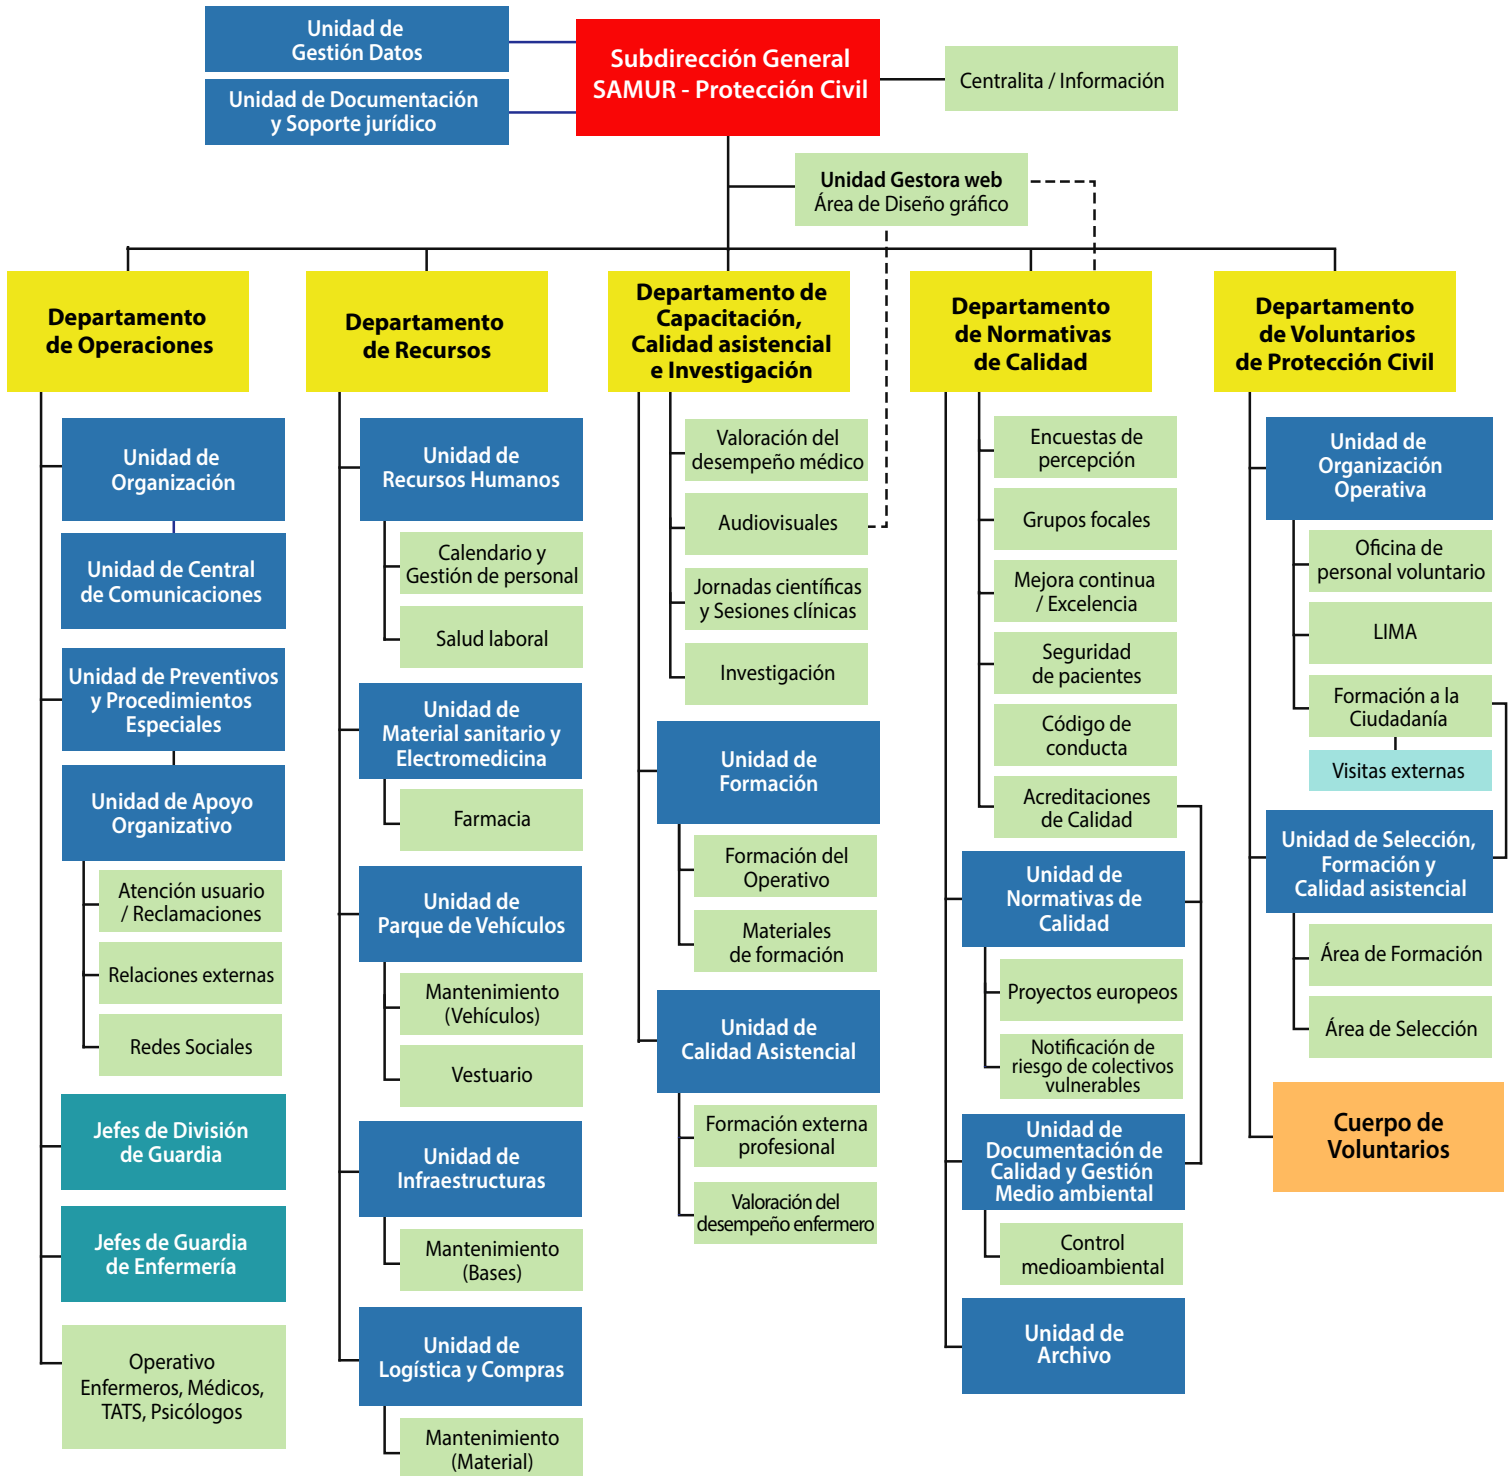 Unidad de
Gestión Datos
Unidad de Documentación
y Soporte jurídico
Subdirección General
SAMUR - Protección Civil
Centralita / Información
Unidad Gestora web
Área de Diseño gráfico
Departamento
de Operaciones
Unidad de
Organización
Unidad de Central
de Comunicaciones
Unidad de Preventivos
y Procedimientos
Especiales
Unidad de Apoyo
Organizativo
Atención usuario
/ Reclamaciones
Relaciones externas
Redes Sociales
Jefes de División
de Guardia
Jefes de Guardia
de Enfermería
Operativo
Enfermeros, Médicos,
TATS, Psicólogos
Departamento
de Recursos
Unidad de
Recursos Humanos
Calendario y
Gestión de personal
Salud laboral
Unidad de
Material sanitario y
Electromedicina
Farmacia
Unidad de
Parque de Vehículos
Mantenimiento
(Vehículos)
Vestuario
Unidad de
Infraestructuras
Mantenimiento
(Bases)
Unidad de
Logística y Compras
Mantenimiento
(Material)
Departamento de
Capacitación,
Calidad asistencial
e Investigación
Valoración del
desempeño médico
Audiovisuales
Jornadas científicas
y Sesiones clínicas
Investigación
Unidad de
Formación
Formación del
Operativo
Materiales
de formación
Unidad de
Calidad Asistencial
Formación externa
profesional
Valoración del
desempeño enfermero
Departamento
de Normativas
de Calidad
Encuestas de
percepción
Grupos focales
Mejora continua
/ Excelencia
Seguridad
de pacientes
Código de
conducta
Acreditaciones
de Calidad
Unidad de
Normativas de
Calidad
Proyectos europeos
Notificación de
riesgo de colectivos
vulnerables
Unidad de
Documentación de
Calidad y Gestión
Medio ambiental
Control
medioambiental
Unidad de
Archivo
Departamento
de Voluntarios
de Protección Civil
Unidad de
Organización
Operativa
Oficina de
personal voluntario
LIMA
Formación a la
Ciudadanía
Visitas externas
Unidad de Selección,
Formación y
Calidad asistencial
Área de Formación
Área de Selección
Cuerpo de
Voluntarios